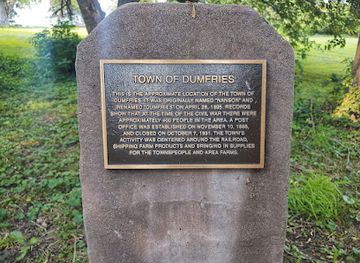 TOWN OF DUMFRIES
THIS IS THE APPROXIMATE LOCATION OF THE TOWN OF
DUMFRIES. IT WAS ORIGINALLY NAMED "HANSON" AND
RENAMED "DUMFRIES" ON APRIL 26, 1895. RECORDS
SHOW THAT AT THE TIME OF THE CIVIL WAR THERE WERE
APPROXIMATELY 400 PEOPLE IN THE AREA. A POST
OFFICE WAS ESTABLISHED ON NOVEMBER 10, 1888,
AND CLOSED ON OCTOBER 7, 1931. THE TOWN'S
ACTIVITY WAS CENTERED AROUND THE RAILROAD,
SHIPPING FARM PRODUCTS AND BRINGING IN SUPPLIES
FOR THE TOWNSPEOPLE AND AREA FARMS.